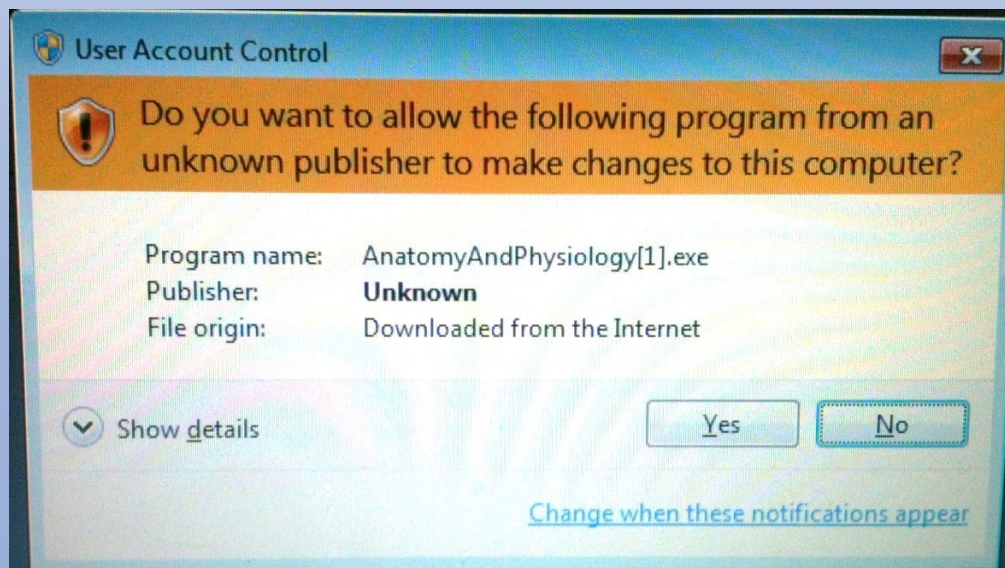 User Account Control
Do you want to allow the following program from an
unknown publisher to make changes to this computer?
Program name: AnatomyAndPhysiology[1].exe
Publisher: Unknown
File origin: Downloaded from the Internet
Show details
Yes
No
Change when these notifications appear